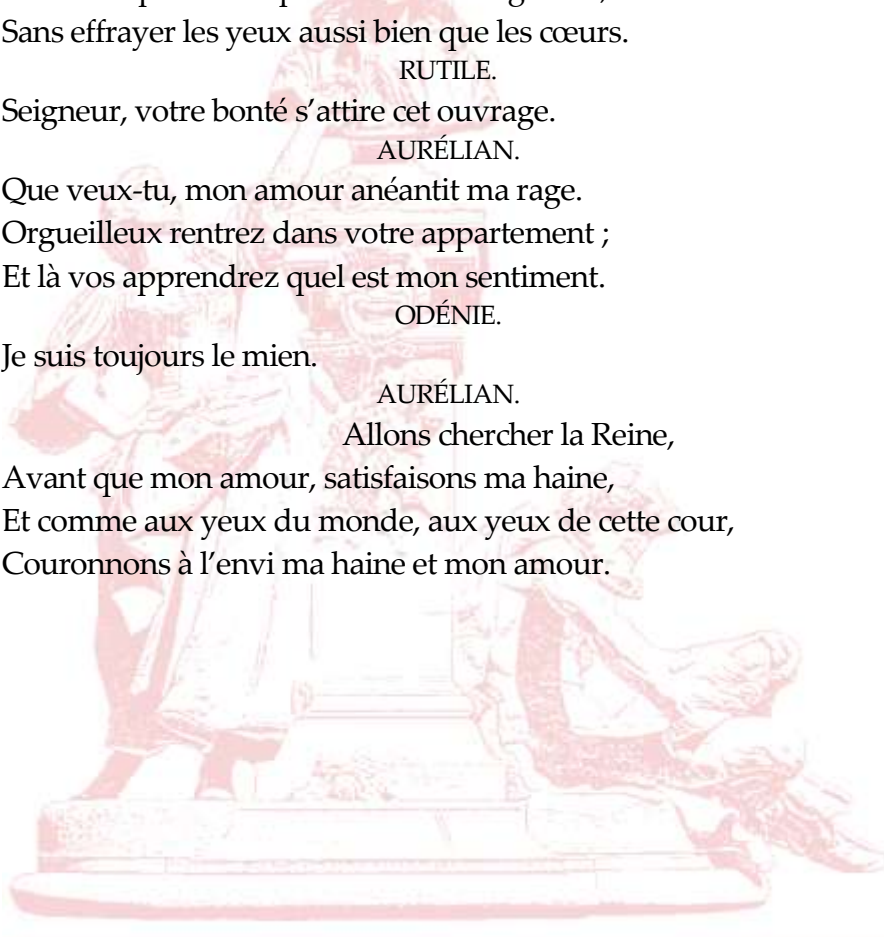 Sans effrayer les yeux aussi bien que les cœurs.
RUTILE.
Seigneur, votre bonté s’attire cet ouvrage.
AURÉLIAN.
Que veux-tu, mon amour anéantit ma rage.
Orgueilleux rentrez dans votre appartement ;
Et là vos apprendrez quel est mon sentiment.
ODÉNIE.
Je suis toujours le mien.
AURÉLIAN.
Allons chercher la Reine,
Avant que mon amour, satisfaisons ma haine,
Et comme aux yeux du monde, aux yeux de cette cour,
Couronnons à l’envi ma haine et mon amour.